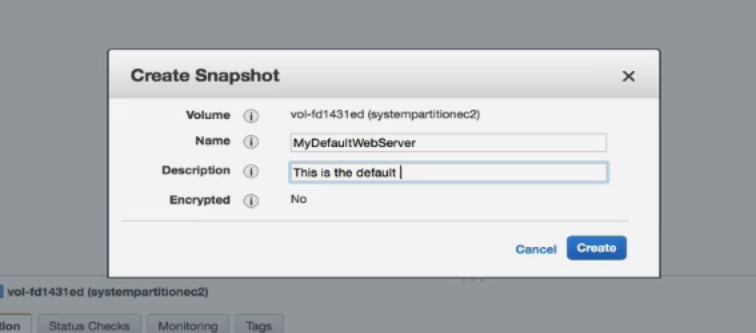 Create Snapshot
Volume vol-fd1431ed (systempartitionec2)
Name MyDefaultWebServer
Description This is the default
Encrypted No
Cancel Create
vol-fd1431ed (systempartitionec2)
tion Status Checks Monitoring Tags